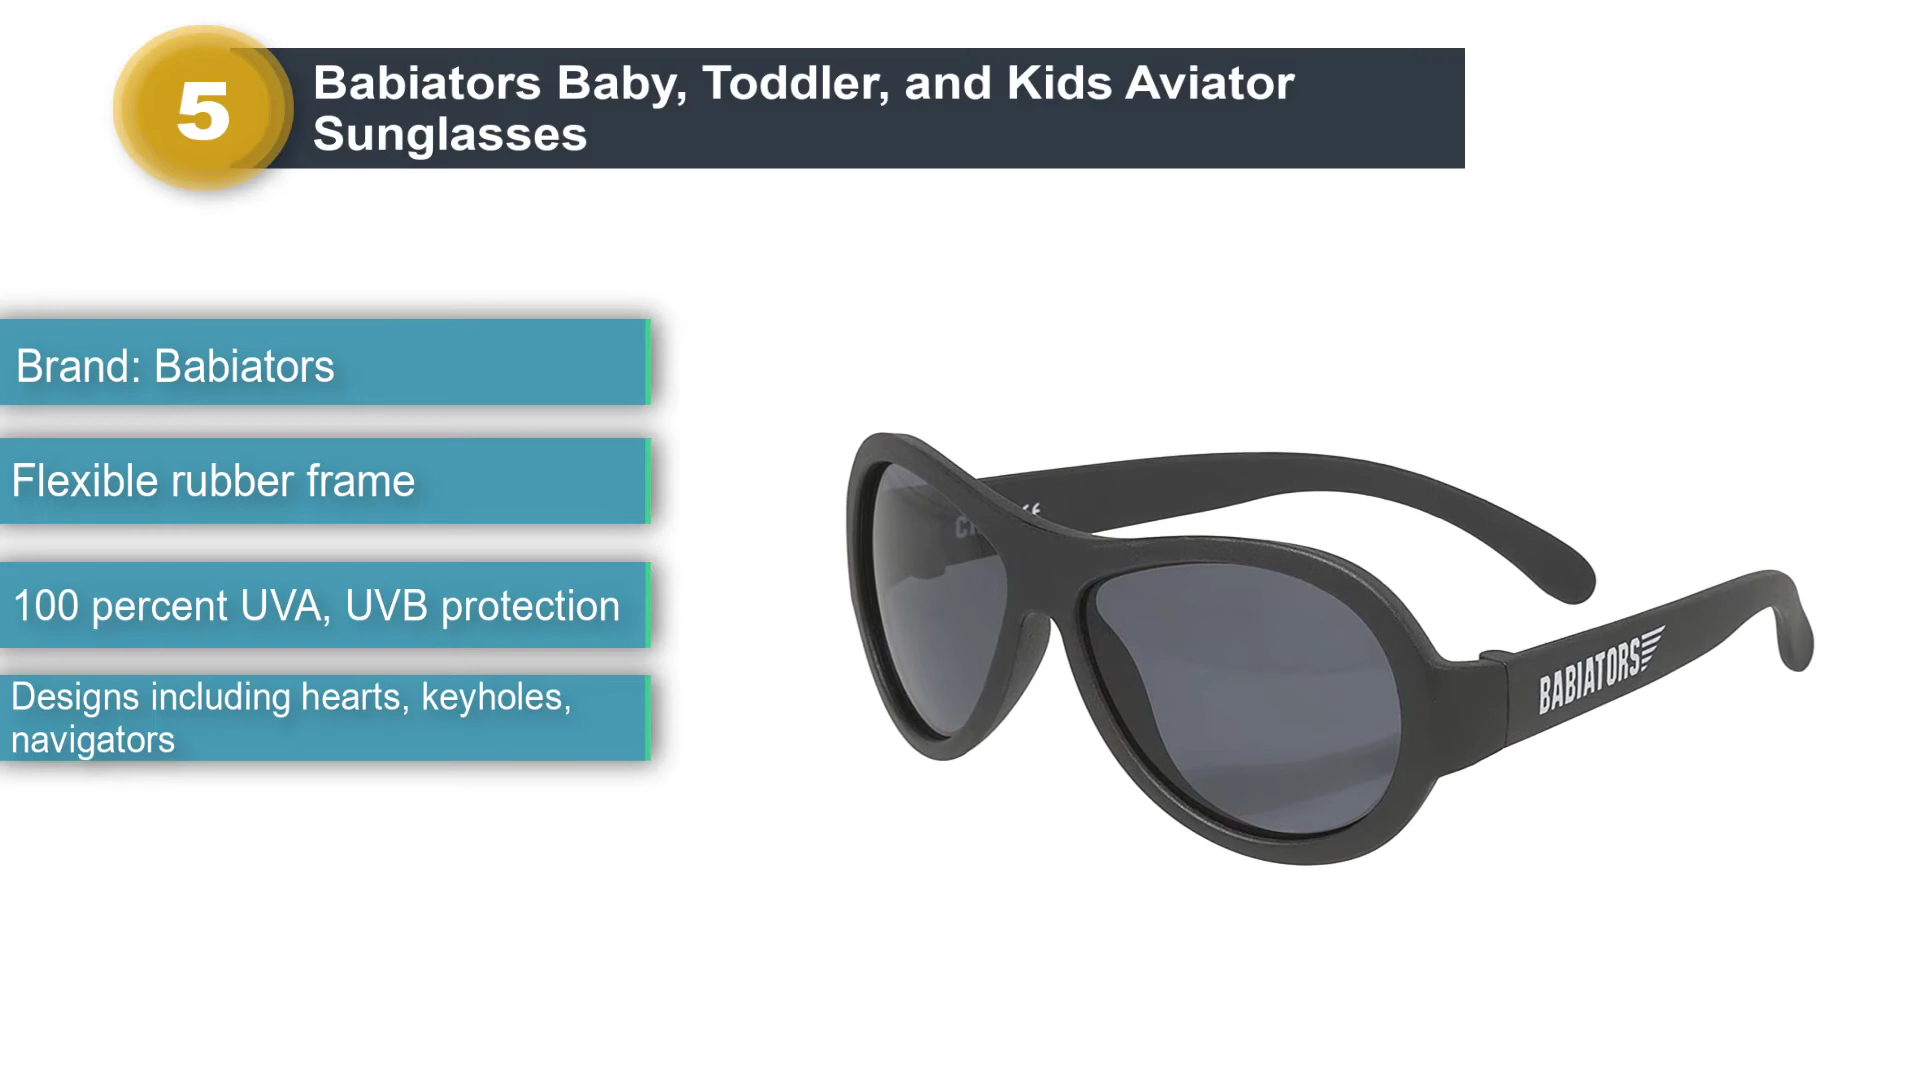 5
Babiators Baby, Toddler, and Kids Aviator
Sunglasses
Brand: Babiators
Flexible rubber frame
100 percent UVA, UVB protection
Designs including hearts, keyholes,
navigators
BABIATORS